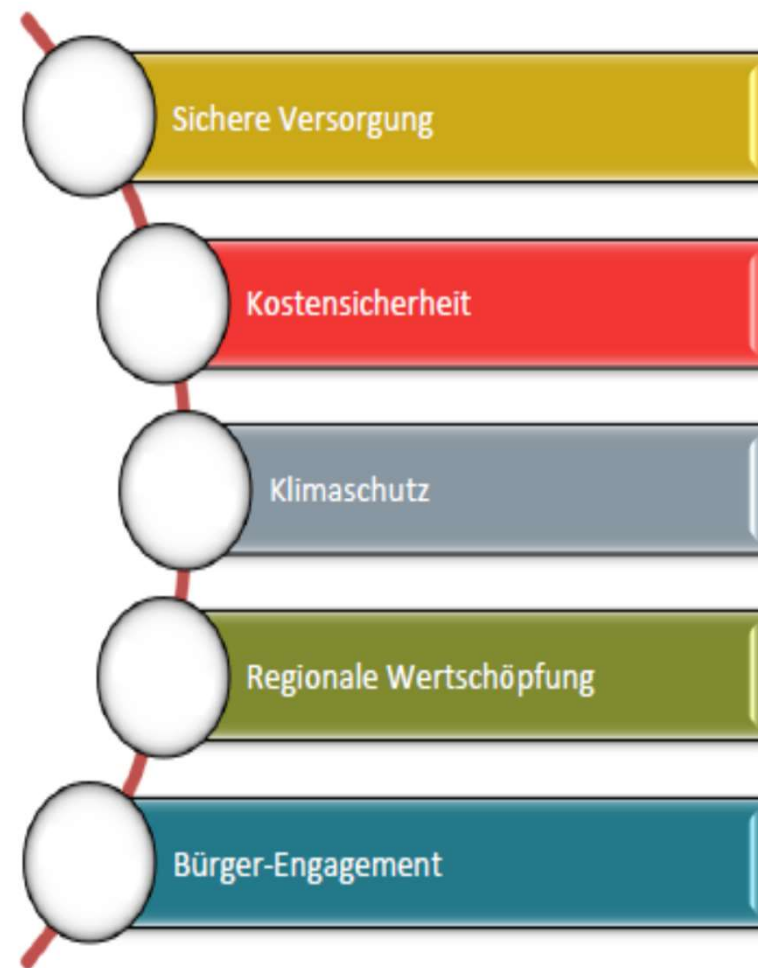 Sichere Versorgung
Kostensicherheit
Klimaschutz
Regionale Wertschöpfung
Bürger-Engagement